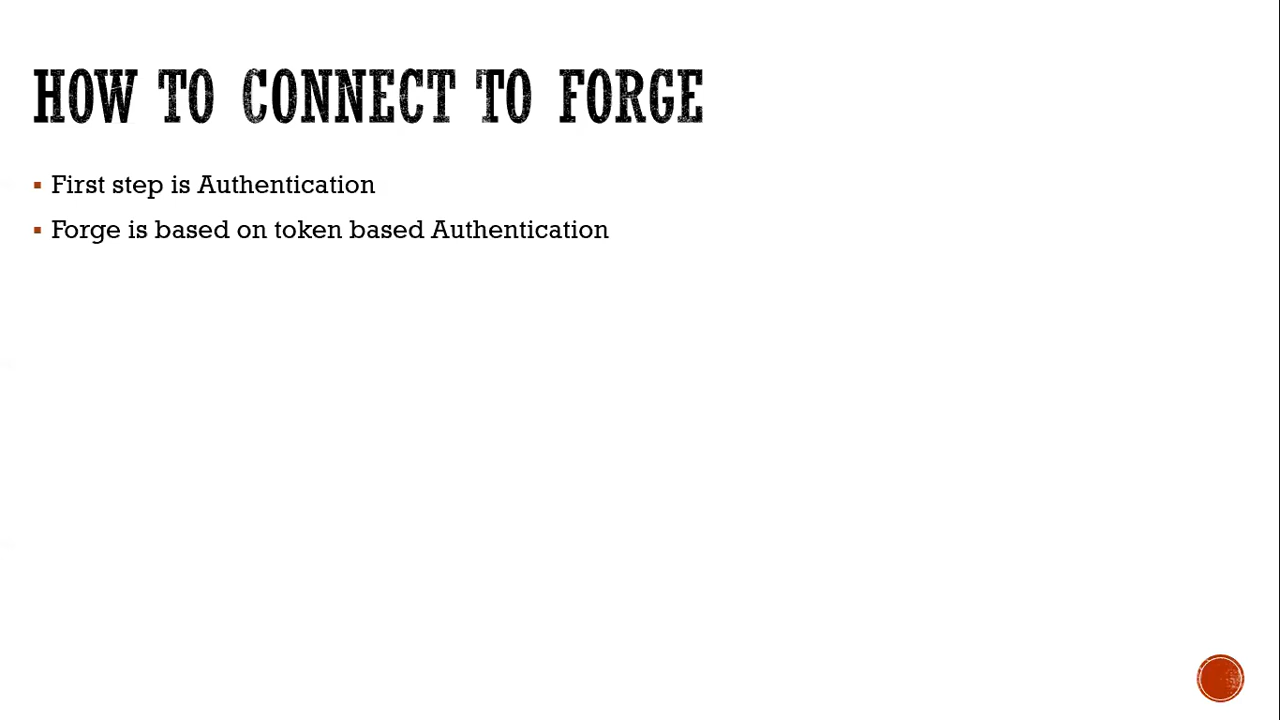 HOW TO CONNECT TO FORGE
First step is Authentication
Forge is based on token based Authentication